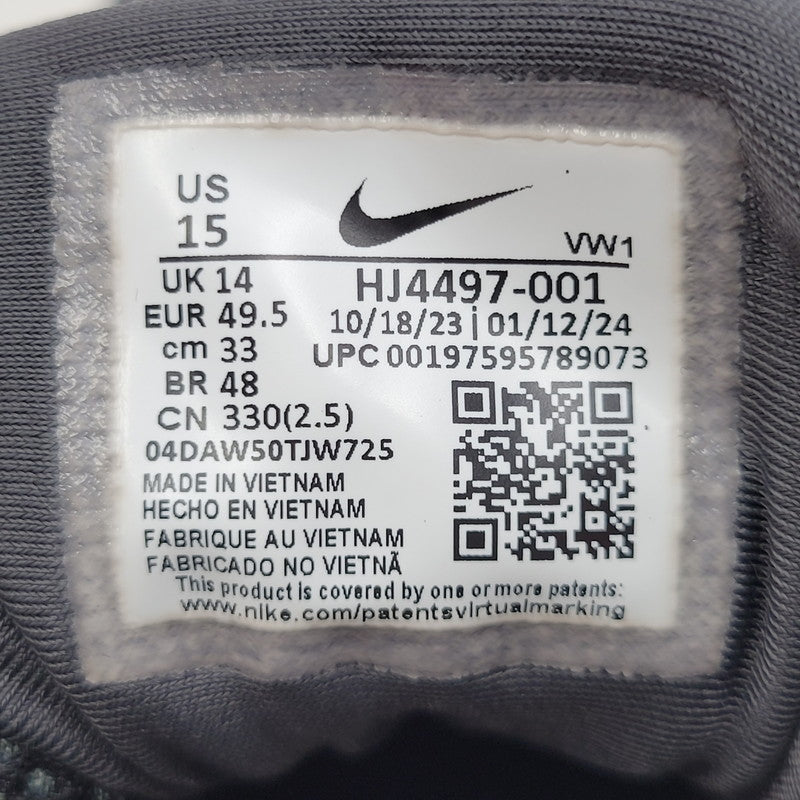 US
15
VW1
UK 14
HJ4497-001
EUR 49.5
10/18/23 | 01/12/24
cm 33
UPC 00197595789073
BR 48
CN 330(2.5)
04DAW50TJW725
MADE IN VIETNAM
HECHO EN VIETNAM
FABRIQUE AU VIETNAM
FABRICADO NO VIETNÃ
This product is covered by one or more patents:
www.nike.com/patentsvirtualmarking